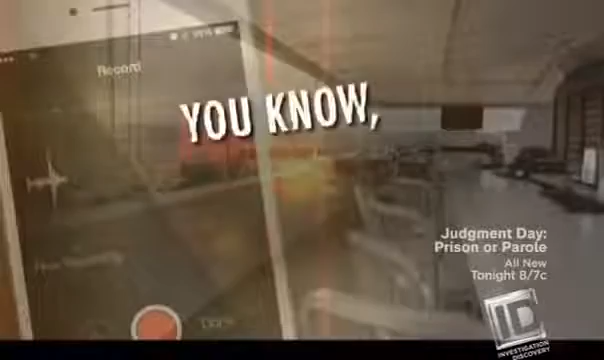 Record
YOU KNOW,
Judgment Day:
Prison or Parole
All New
Tonight 8/7c
ID
INVESTIGATION
DISCOVERY